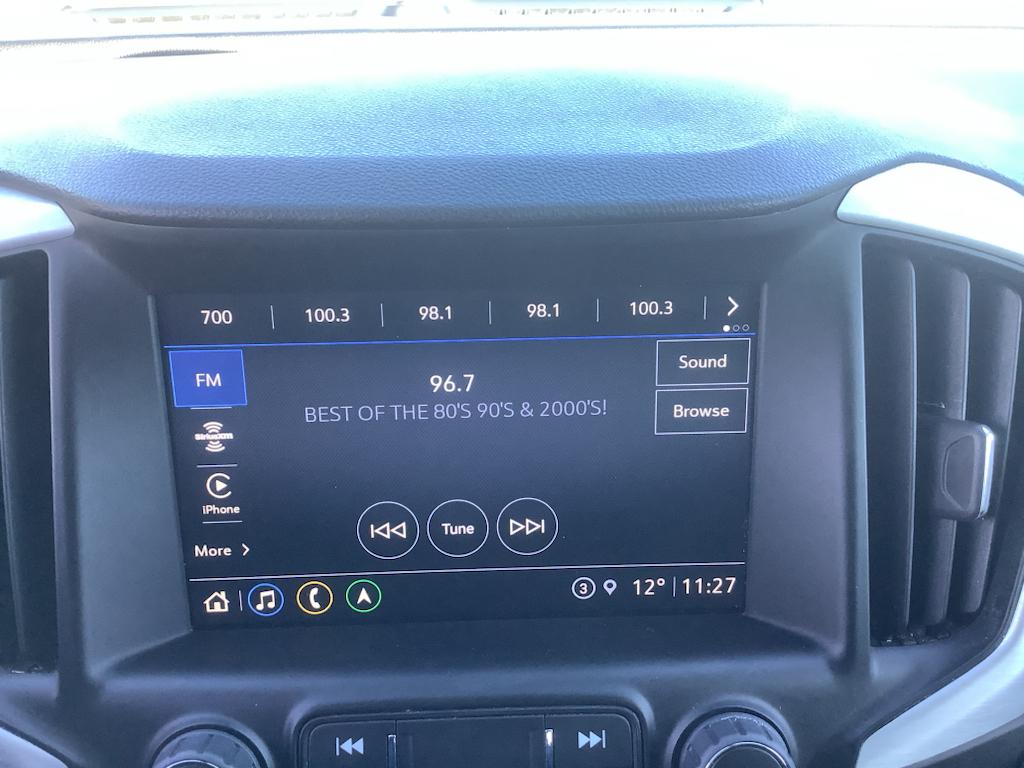 700 100.3 98.1 98.1 100.3
Sound
FM
96.7
Browse
BEST OF THE 80'S 90'S & 2000'S!
SiriusXM
iPhone
Tune
More
3 12° 11:27